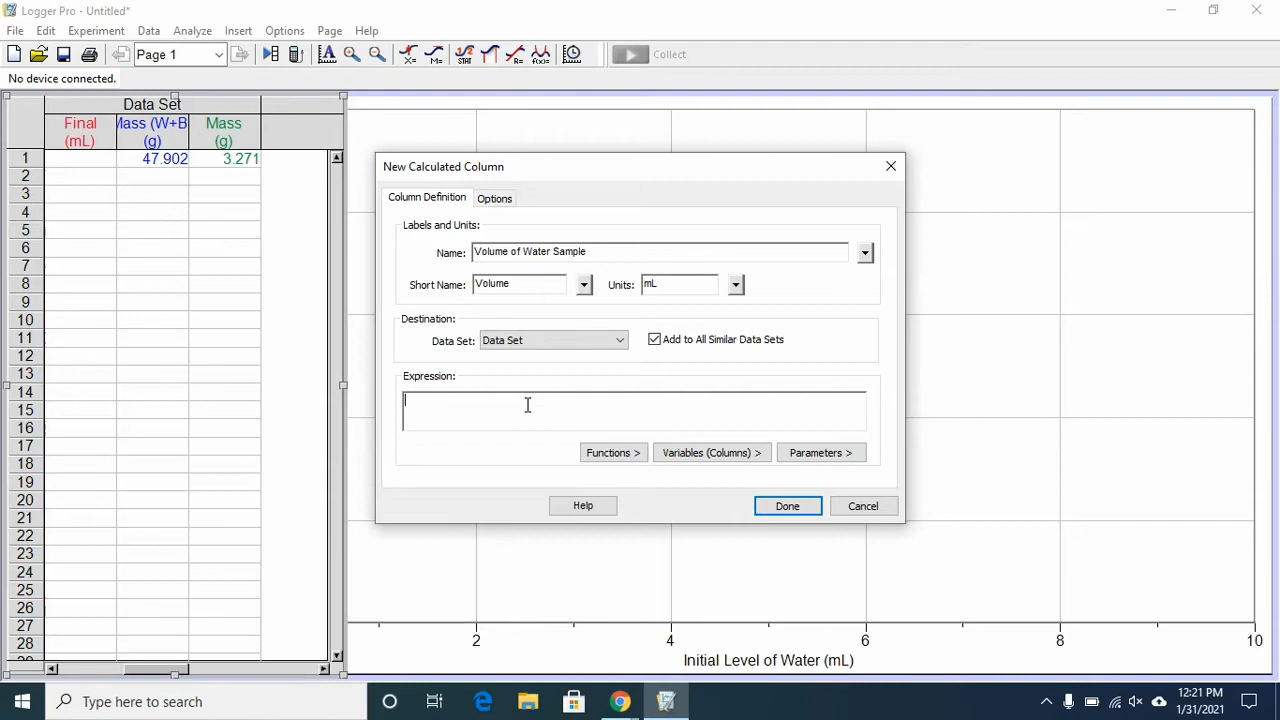 Logger Pro - Untitled*
File Edit Experiment Data Analyze Insert Options Page Help
Page 1 Collect
No device connected.
Data Set
Final Mass (W+B Mass
(mL) (g) (g)
1 47.902 3.271
2
3
4
5
6
7
8
9
10
11
12
13
14
15
16
17
18
19
20
21
22
23
24
25
26
27
28
New Calculated Column
Column Definition Options
Labels and Units:
Name: Volume of Water Sample
Short Name: Volume Units: mL
Destination:
Data Set: Data Set Add to All Similar Data Sets
Expression:
Functions > Variables (Columns) > Parameters >
Help Done Cancel
2 4 6 8 10
Initial Level of Water (mL)
Type here to search
12:21 PM
1/31/2021